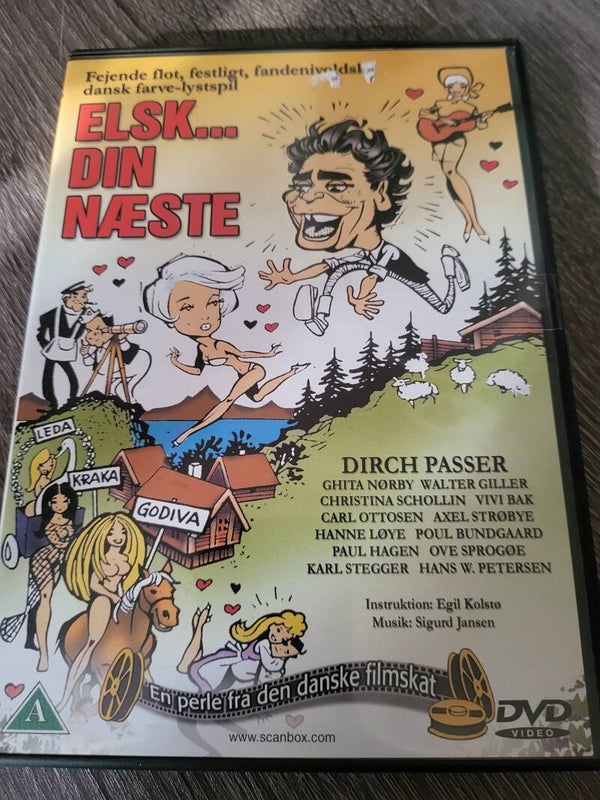 Fejende flot, festligt, fandenivoldsk
dansk farve-lystspil
ELSK...
DIN
NÆSTE
LEDA
KRAKA
GODIVA
DIRCH PASSER
GHITA NØRBY WALTER GILLER
CHRISTINA SCHOLLIN VIVI BAK
CARL OTTOSEN AXEL STRØBYE
HANNE LØYE POUL BUNDGAARD
PAUL HAGEN OVE SPROGØE
KARL STEGGER HANS W. PETERSEN
Instruktion: Egil Kolstø
Musik: Sigurd Jansen
En perle fra den danske filmskat
A
DVD
VIDEO
www.scanbox.com